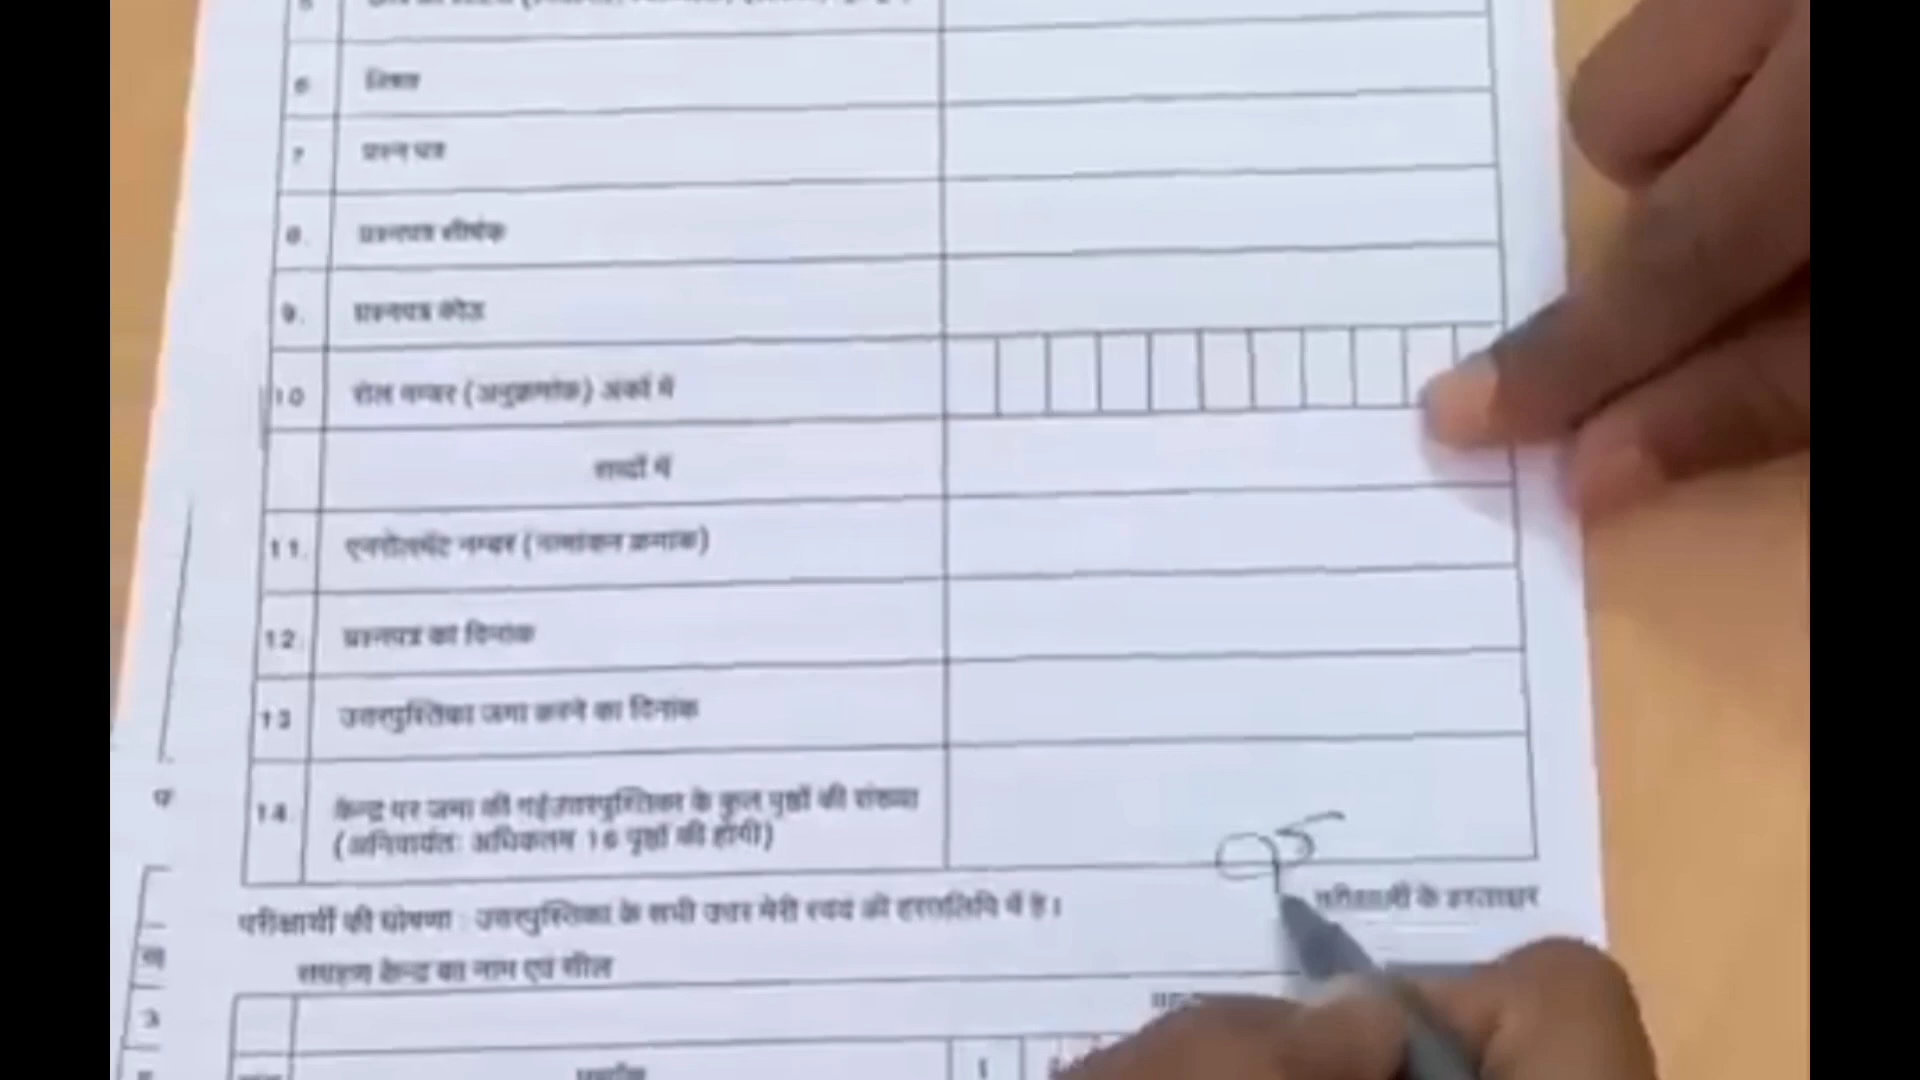 6 विषय
7 प्रश्न पत्र
8. प्रश्नपत्र शीर्षक
9. प्रश्नपत्र कोड
10 रोल नम्बर (अनुक्रमांक) अंकों में
शब्दों में
11. एनरोलमेंट नम्बर (नामांकन क्रमांक)
12. प्रश्नपत्र का दिनांक
13 उत्तरपुस्तिका जमा करने का दिनांक
14. केन्द्र पर जमा की गई उत्तरपुस्तिका के कुल पृष्ठों की संख्या
(अनिवार्यतः अधिकतम 16 पृष्ठों की होगी)
परीक्षार्थी के हस्ताक्षर
परीक्षार्थी की घोषणा : उत्तरपुस्तिका के सभी उत्तर मेरी स्वयं की हस्तलिपि में है।
संग्रहण केन्द्र का नाम एवं सील